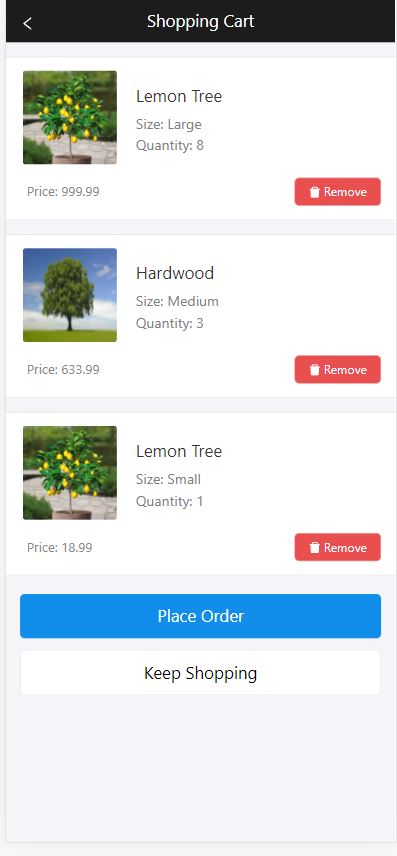 Shopping Cart
Lemon Tree
Size: Large
Quantity: 8
Price: 999.99
Remove
Hardwood
Size: Medium
Quantity: 3
Price: 633.99
Remove
Lemon Tree
Size: Small
Quantity: 1
Price: 18.99
Remove
Place Order
Keep Shopping